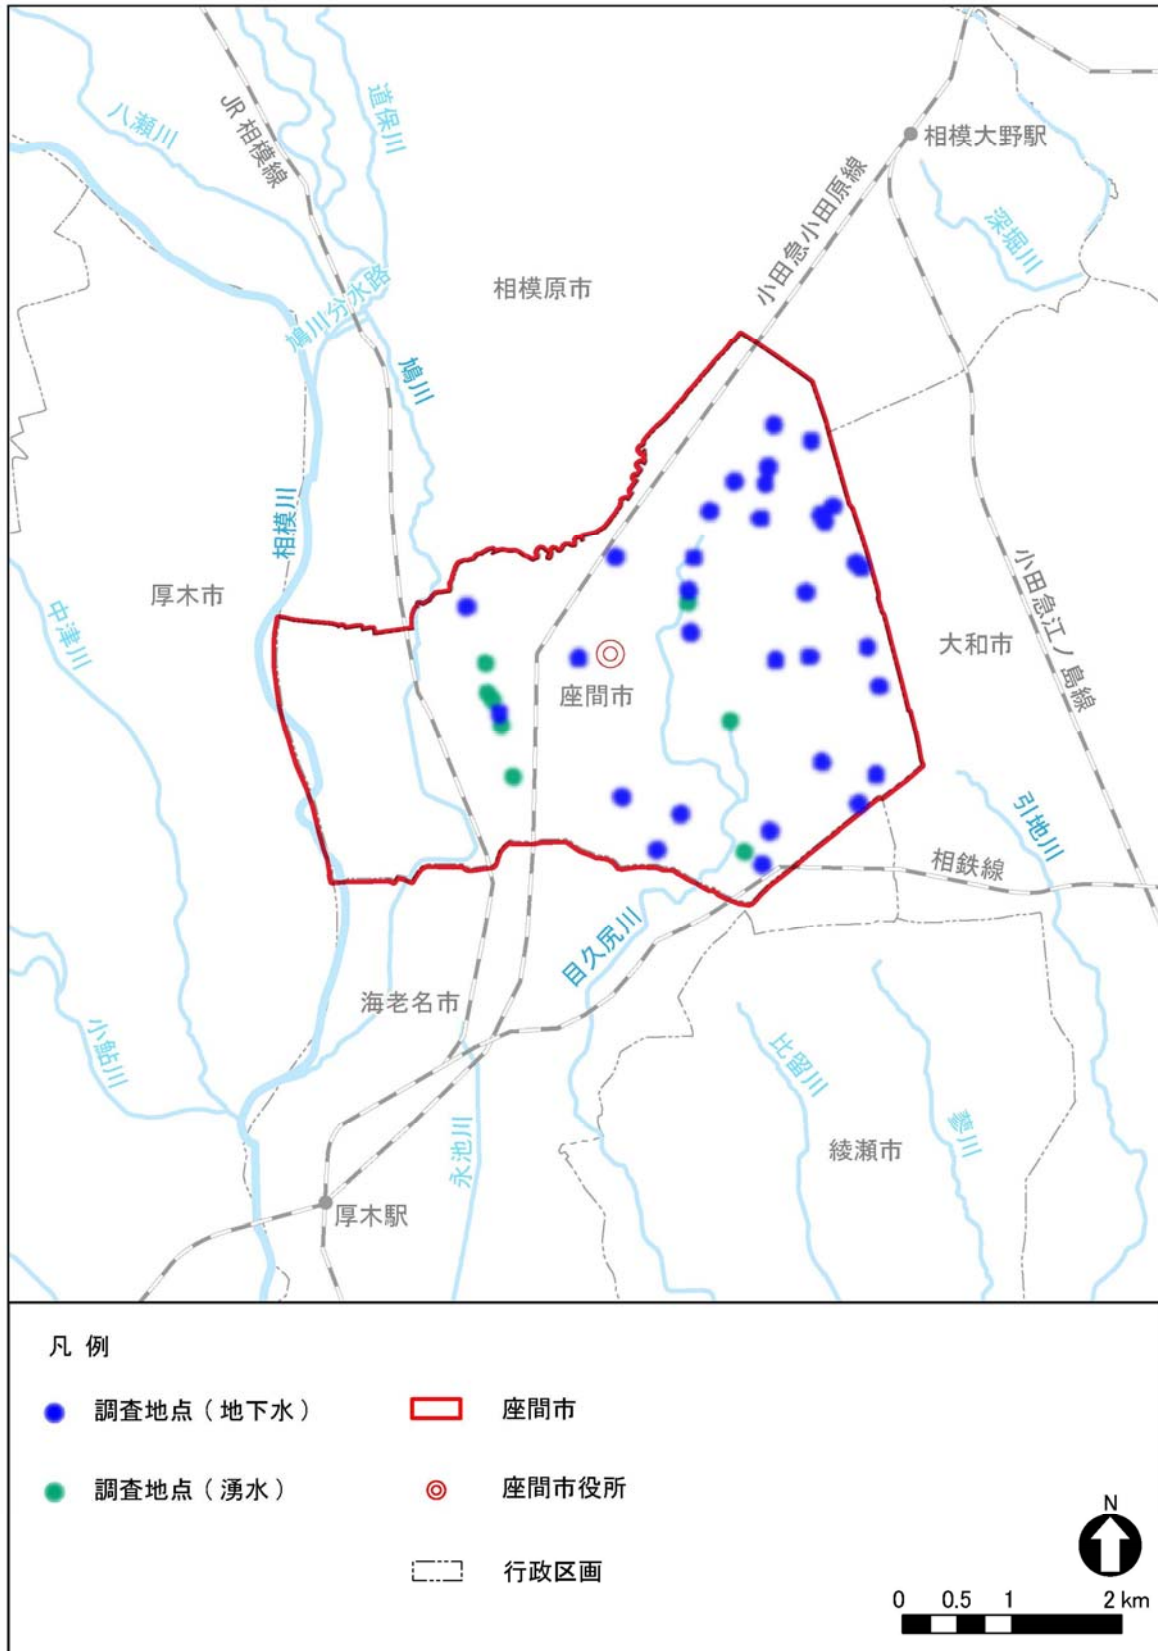 八瀬川
JR 相模線
道保川
相模大野駅
小田急小田原線
深堀川
相模原市
鳩川分水路
鳩川
相模川
厚木市
中津川
小田急江ノ島線
大和市
座間市
引地川
相鉄線
目久尻川
海老名市
小鮎川
比留川
永池川
蓼川
綾瀬市
厚木駅
凡 例
調査地点（地下水）
座間市
調査地点（湧水）
座間市役所
行政区画
N
0 0.5 1 2 km